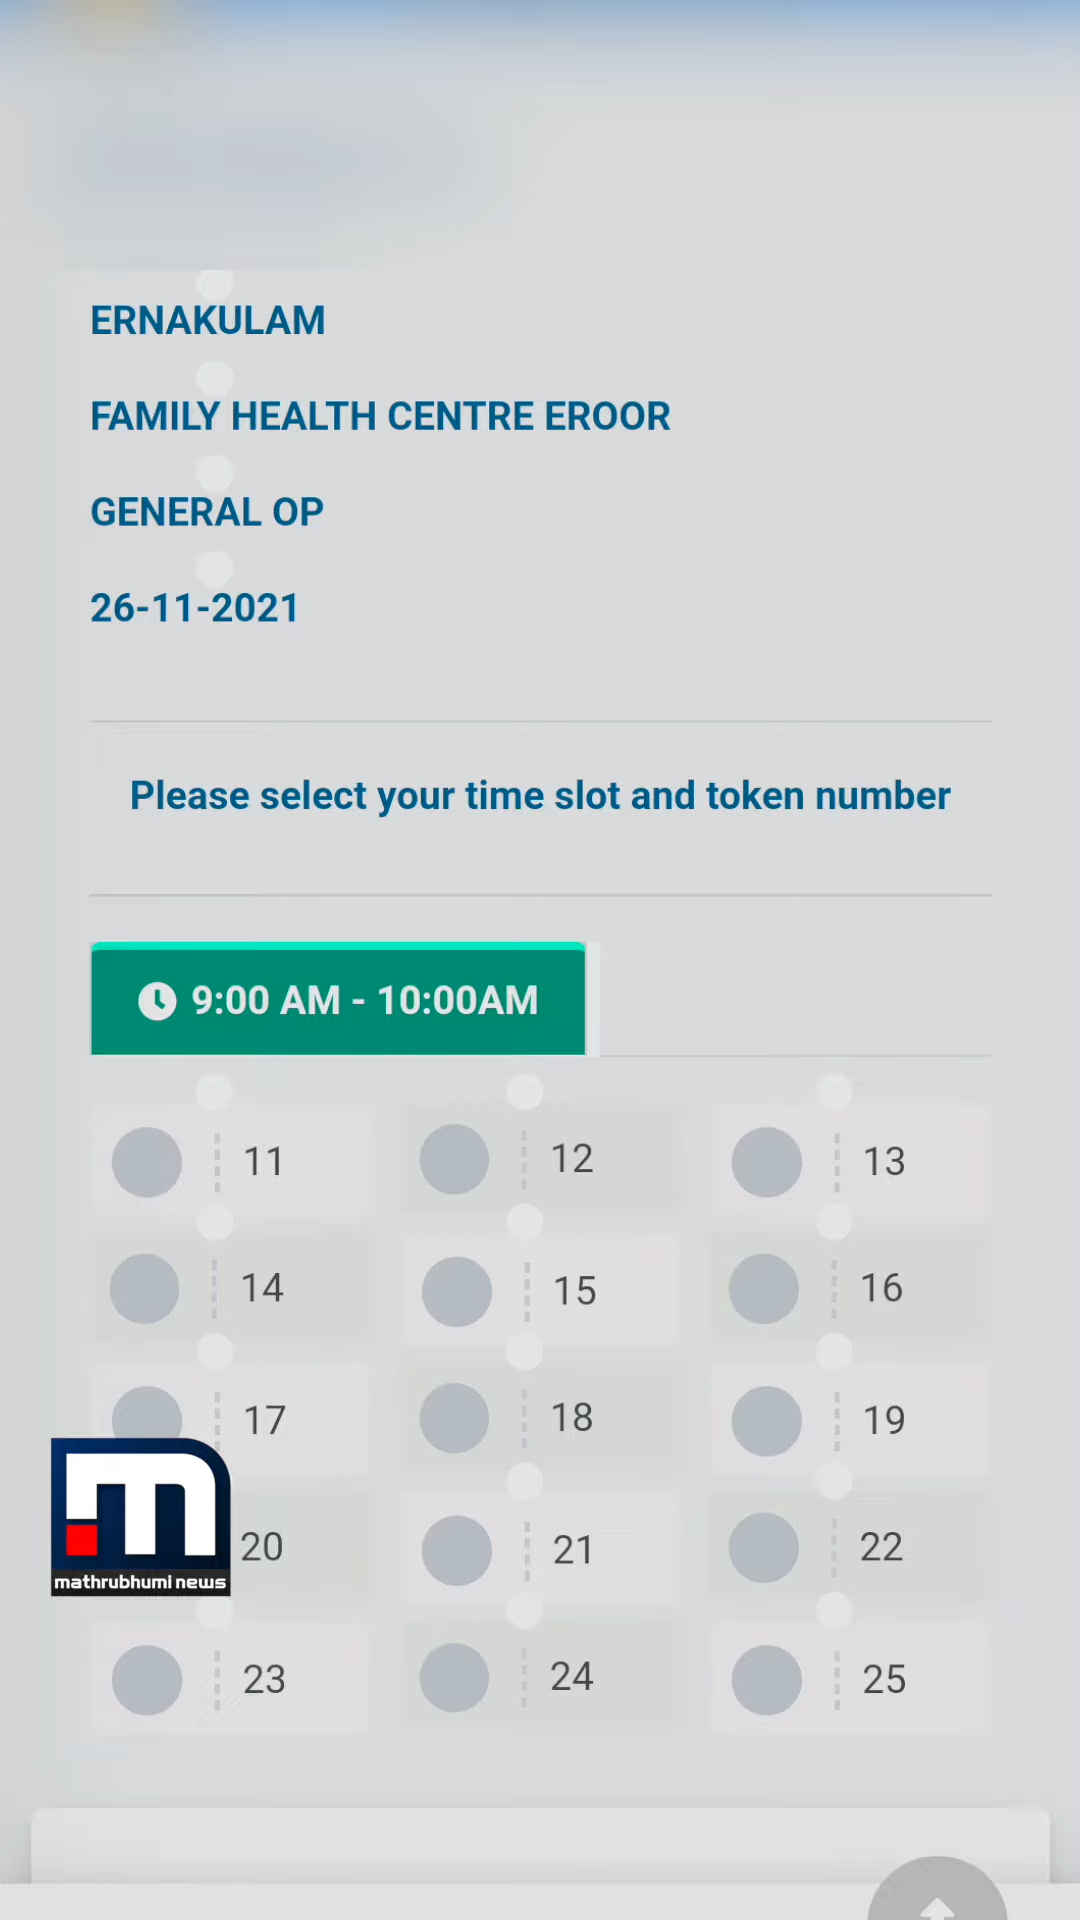 ERNAKULAM
FAMILY HEALTH CENTRE EROOR
GENERAL OP
26-11-2021
Please select your time slot and token number
9:00 AM - 10:00AM
11 12 13
14 15 16
17 18 19
20 21 22
mathrubhumi news
23 24 25